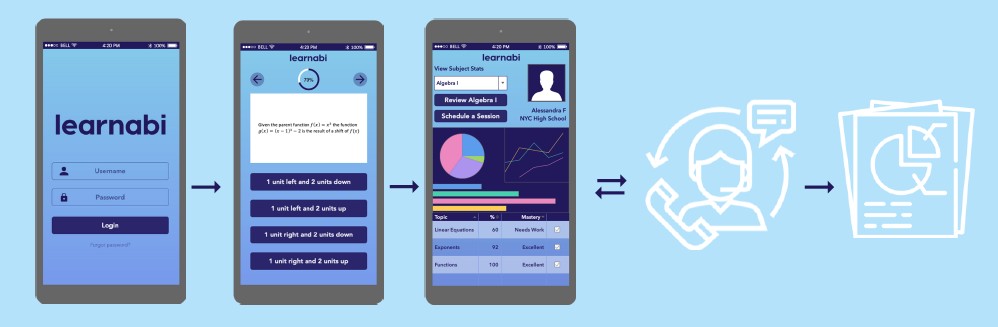 BELL 4:20 PM 100%
learnabi
Username
Password
Login
Forgot password?
BELL 4:20 PM 100%
learnabi
70%
Given the parent function f(x) = x³ the function
g(x) = (x − 1)³ − 2 is the result of a shift of f(x)
1 unit left and 2 units down
1 unit left and 2 units up
1 unit right and 2 units down
1 unit right and 2 units up
BELL 4:20 PM 100%
learnabi
View Subject Stats
Algebra I
Review Algebra I
Schedule a Session
Alessandra F
NYC High School
Topic % Mastery
Linear Equations 60 Needs Work
Exponents 92 Excellent
Functions 100 Excellent